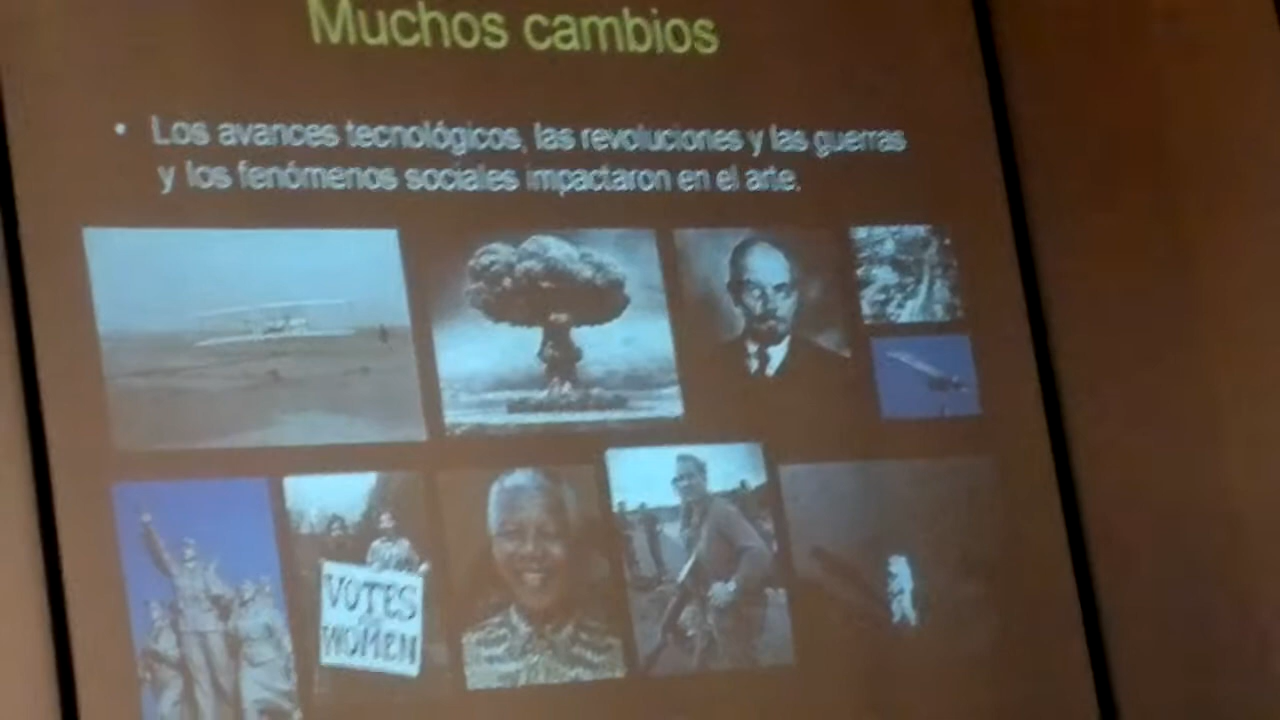 Muchos cambios
• Los avances tecnológicos, las revoluciones y las guerras
y los fenómenos sociales impactaron en el arte.
VOTES
WOMEN